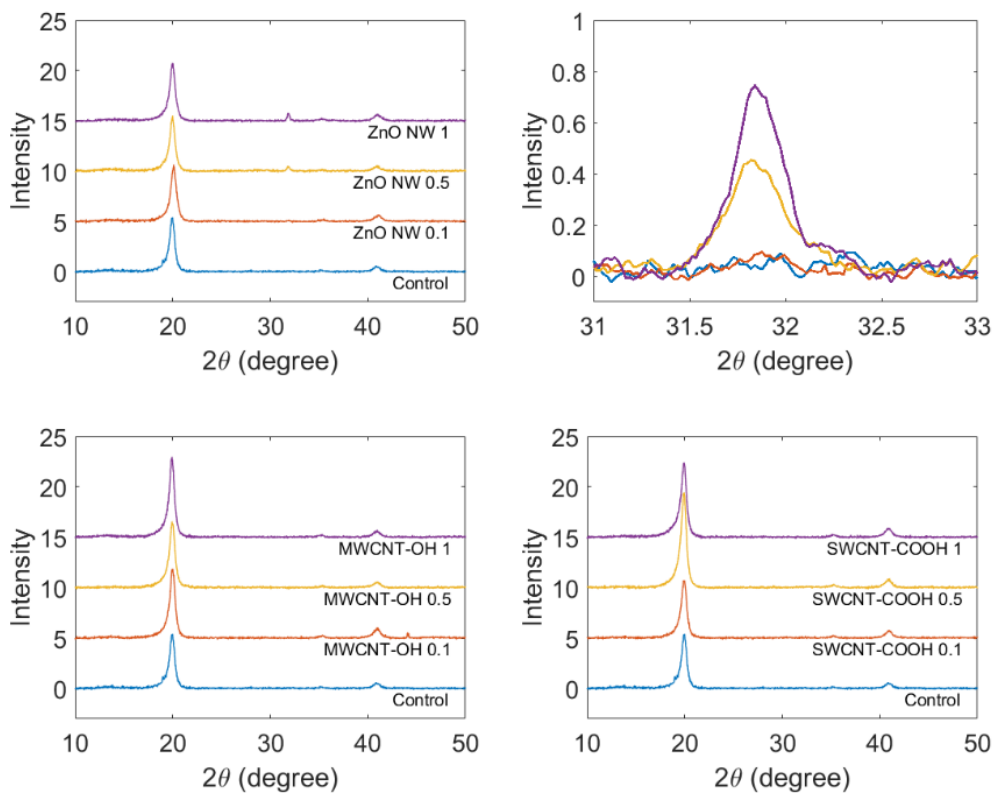 25
20
15
10
5
0
Intensity
ZnO NW 1
ZnO NW 0.5
ZnO NW 0.1
Control
10 20 30 40 50
2θ (degree)
1
0.8
0.6
0.4
0.2
0
Intensity
31 31.5 32 32.5 33
2θ (degree)
25
20
15
10
5
0
Intensity
MWCNT-OH 1
MWCNT-OH 0.5
MWCNT-OH 0.1
Control
10 20 30 40 50
2θ (degree)
25
20
15
10
5
0
Intensity
SWCNT-COOH 1
SWCNT-COOH 0.5
SWCNT-COOH 0.1
Control
10 20 30 40 50
2θ (degree)